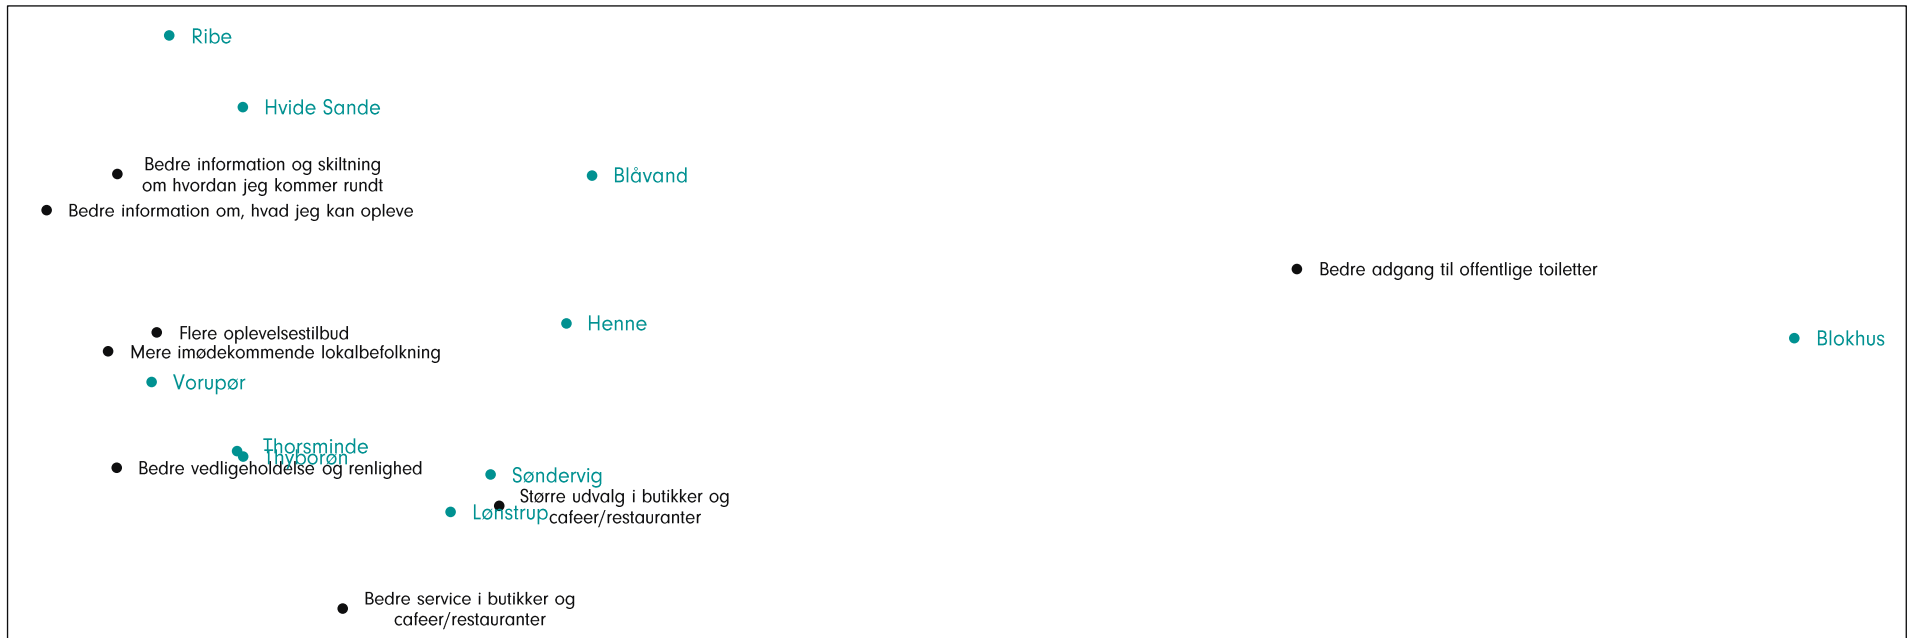 Ribe
Hvide Sande
Bedre information og skiltning
om hvordan jeg kommer rundt
Blåvand
Bedre information om, hvad jeg kan opleve
Bedre adgang til offentlige toiletter
Henne
Flere oplevelsestilbud
Blokhus
Mere imødekommende lokalbefolkning
Vorupør
Thorsminde
Thyborøn
Bedre vedligeholdelse og renlighed
Søndervig
Større udvalg i butikker og
cafeer/restauranter
Lønstrup
Bedre service i butikker og
cafeer/restauranter